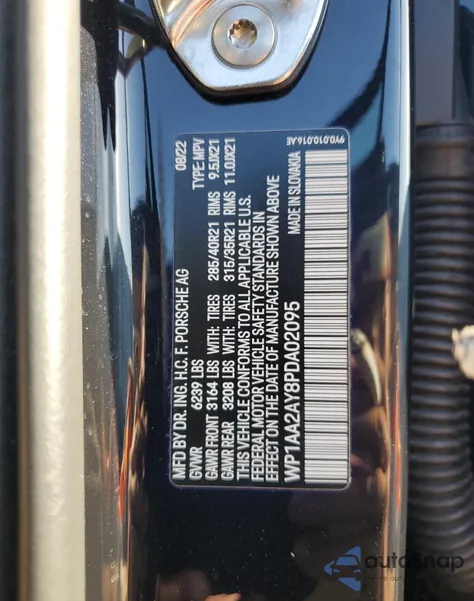 MFD BY DR. ING. H.C. F. PORSCHE AG 08/22
GVWR 6239 LBS TYPE: MPV
GAWR FRONT 3164 LBS WITH: TIRES 285/40R21 RIMS 9.5JX21
GAWR REAR 3208 LBS WITH: TIRES 315/35R21 RIMS 11.0JX21
THIS VEHICLE CONFORMS TO ALL APPLICABLE U.S.
FEDERAL MOTOR VEHICLE SAFETY STANDARDS IN
EFFECT ON THE DATE OF MANUFACTURE SHOWN ABOVE
WP1AA2AY8PDA02095 MADE IN SLOVAKIA
9Y0.010.016.AE
autosnap